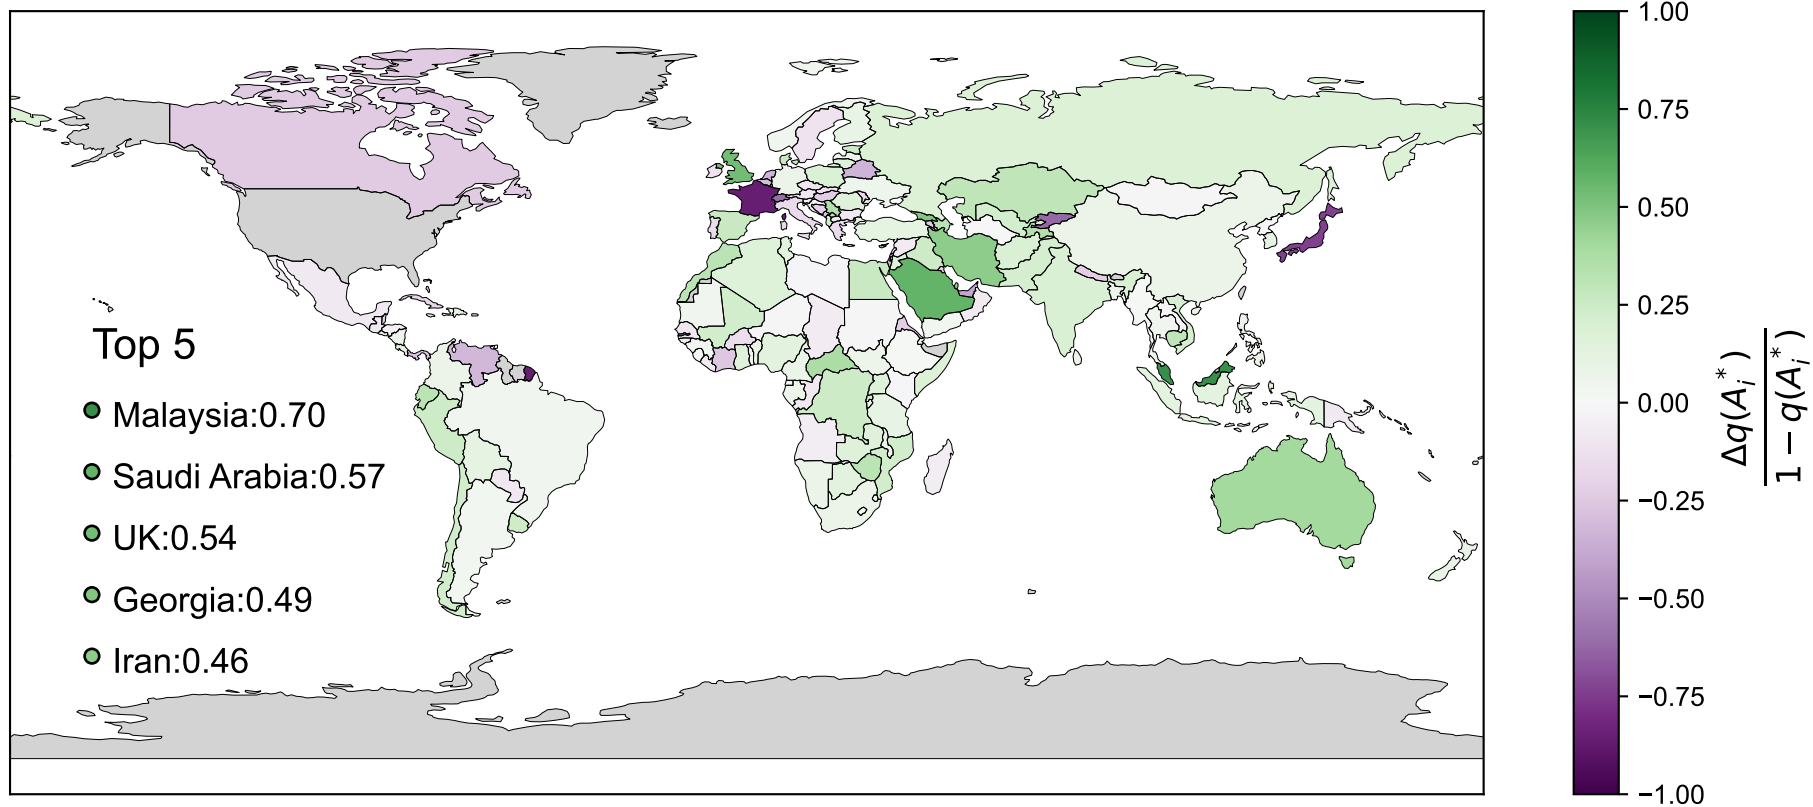 Top 5
Malaysia:0.70
Saudi Arabia:0.57
UK:0.54
Georgia:0.49
Iran:0.46
1.00
0.75
0.50
0.25
0.00
−0.25
−0.50
−0.75
−1.00
Δq(A_i^*)
1 − q(A_i^*)